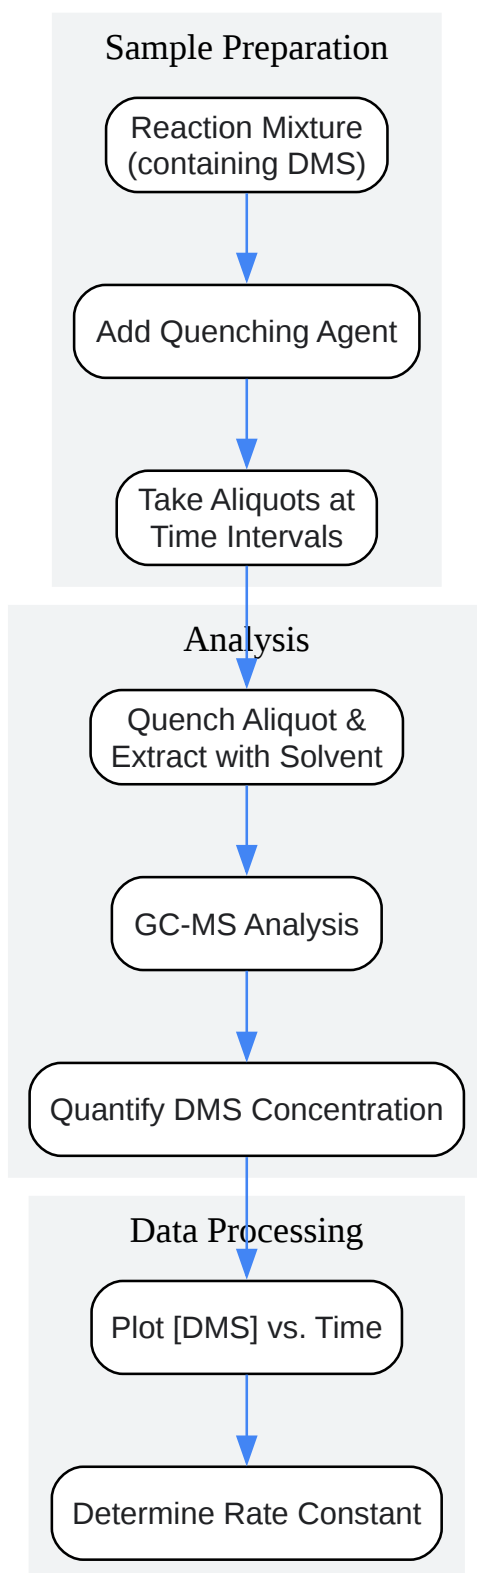 Sample Preparation
Reaction Mixture
(containing DMS)
Add Quenching Agent
Take Aliquots at
Time Intervals
Analysis
Quench Aliquot &
Extract with Solvent
GC-MS Analysis
Quantify DMS Concentration
Data Processing
Plot [DMS] vs. Time
Determine Rate Constant